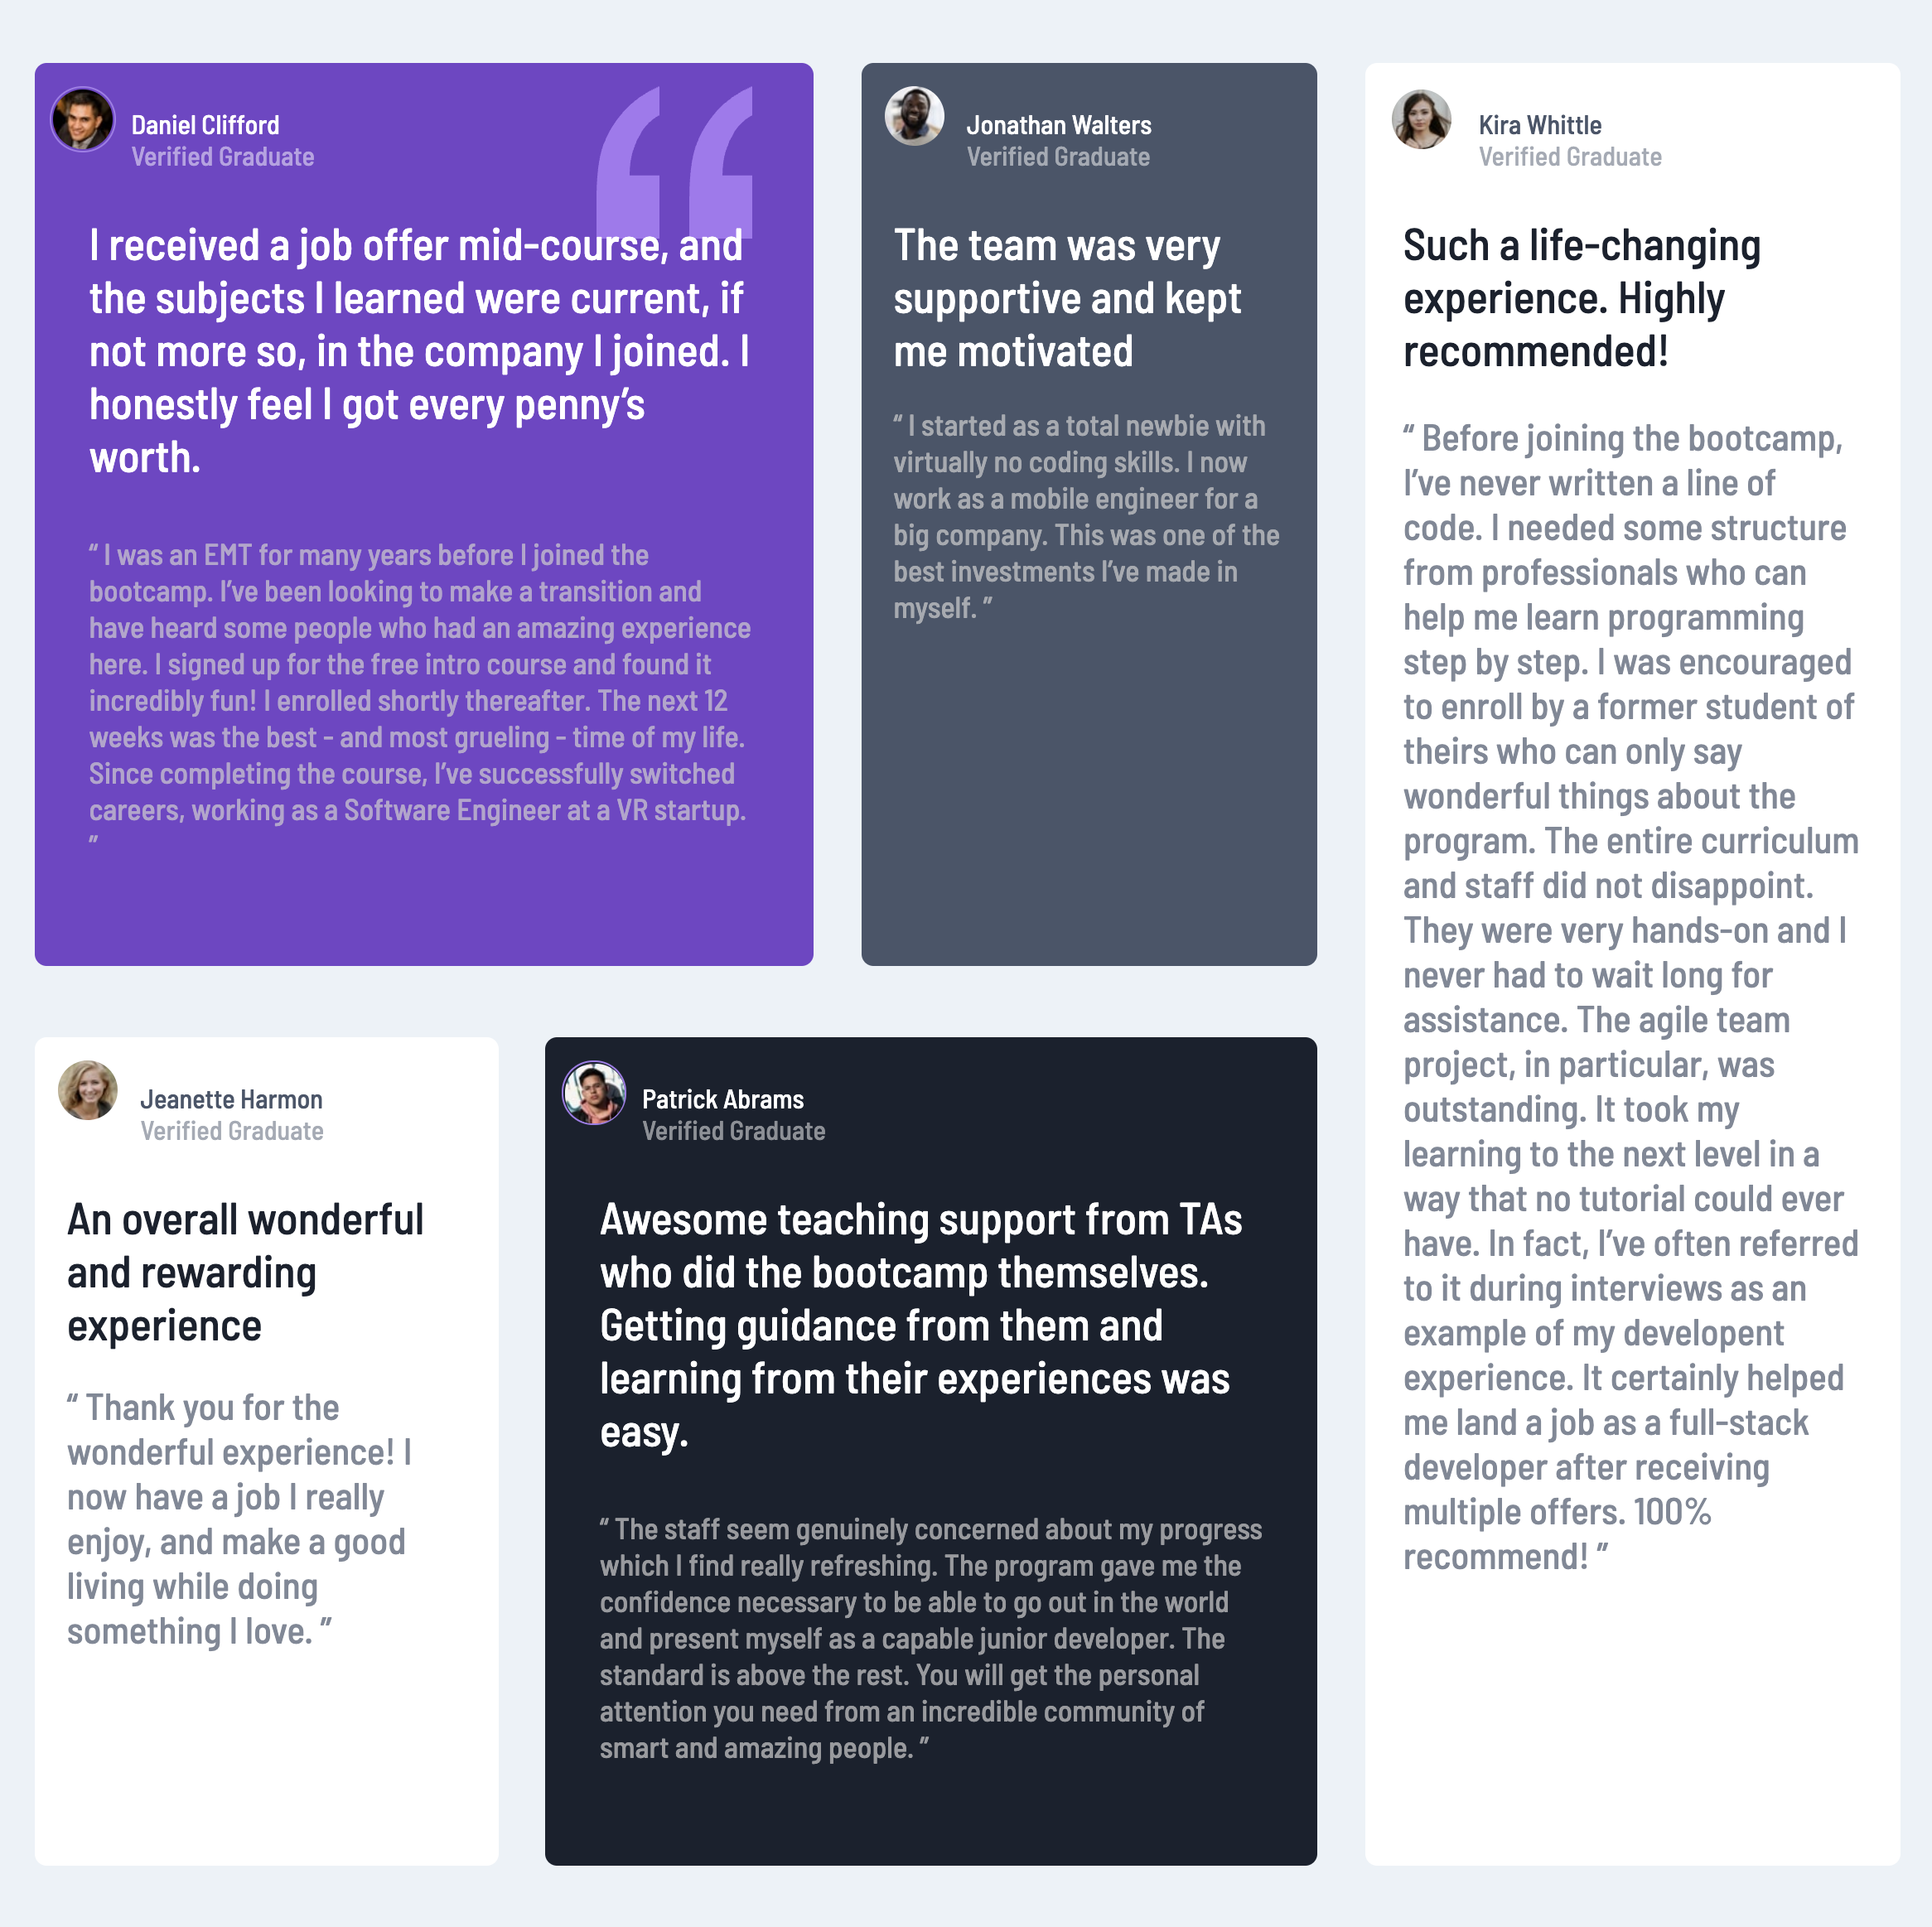 Daniel Clifford
Verified Graduate
I received a job offer mid-course, and
the subjects I learned were current, if
not more so, in the company I joined. I
honestly feel I got every penny’s
worth.
“ I was an EMT for many years before I joined the
bootcamp. I’ve been looking to make a transition and
have heard some people who had an amazing experience
here. I signed up for the free intro course and found it
incredibly fun! I enrolled shortly thereafter. The next 12
weeks was the best - and most grueling - time of my life.
Since completing the course, I’ve successfully switched
careers, working as a Software Engineer at a VR startup.
”
Jonathan Walters
Verified Graduate
The team was very
supportive and kept
me motivated
“ I started as a total newbie with
virtually no coding skills. I now
work as a mobile engineer for a
big company. This was one of the
best investments I’ve made in
myself. ”
Kira Whittle
Verified Graduate
Such a life-changing
experience. Highly
recommended!
“ Before joining the bootcamp,
I’ve never written a line of
code. I needed some structure
from professionals who can
help me learn programming
step by step. I was encouraged
to enroll by a former student of
theirs who can only say
wonderful things about the
program. The entire curriculum
and staff did not disappoint.
They were very hands-on and I
never had to wait long for
assistance. The agile team
project, in particular, was
outstanding. It took my
learning to the next level in a
way that no tutorial could ever
have. In fact, I’ve often referred
to it during interviews as an
example of my developent
experience. It certainly helped
me land a job as a full-stack
developer after receiving
multiple offers. 100%
recommend! ”
Jeanette Harmon
Verified Graduate
An overall wonderful
and rewarding
experience
“ Thank you for the
wonderful experience! I
now have a job I really
enjoy, and make a good
living while doing
something I love. ”
Patrick Abrams
Verified Graduate
Awesome teaching support from TAs
who did the bootcamp themselves.
Getting guidance from them and
learning from their experiences was
easy.
“ The staff seem genuinely concerned about my progress
which I find really refreshing. The program gave me the
confidence necessary to be able to go out in the world
and present myself as a capable junior developer. The
standard is above the rest. You will get the personal
attention you need from an incredible community of
smart and amazing people. ”